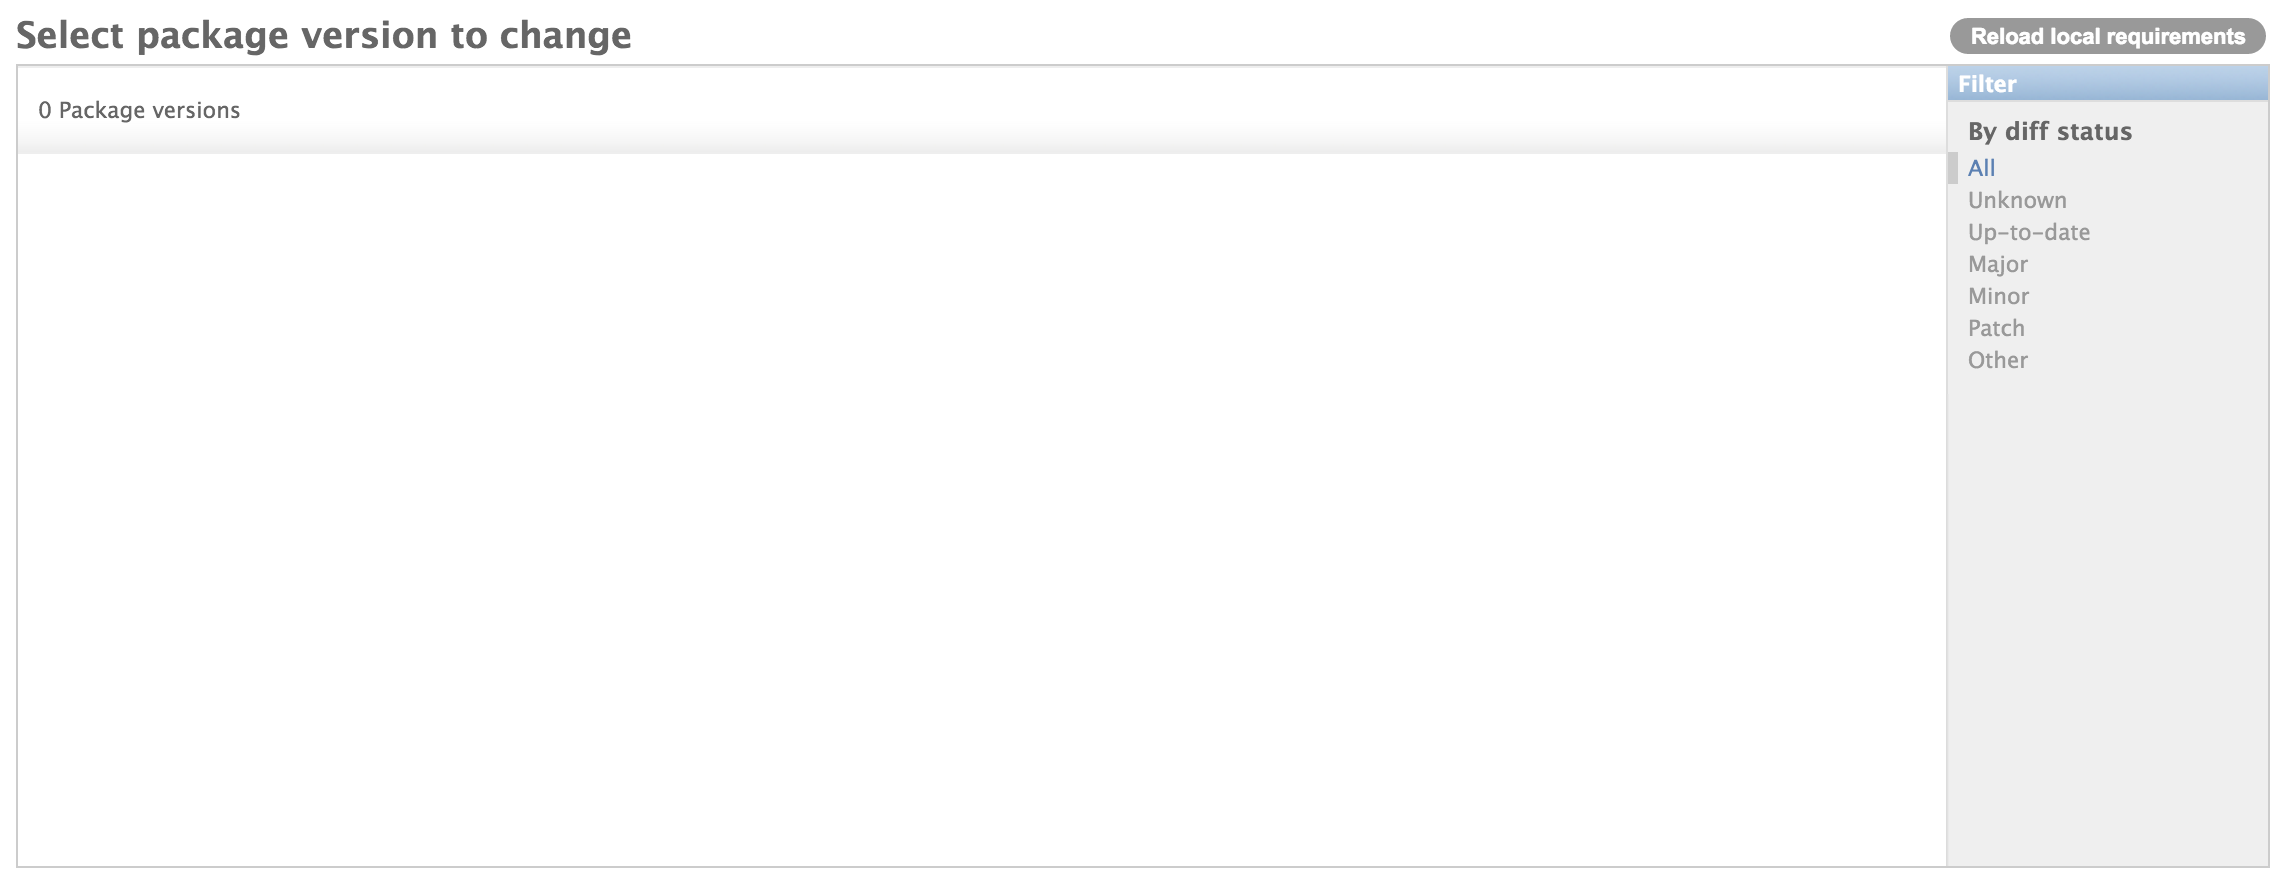 Select package version to change
Reload local requirements
0 Package versions
Filter
By diff status
All
Unknown
Up-to-date
Major
Minor
Patch
Other